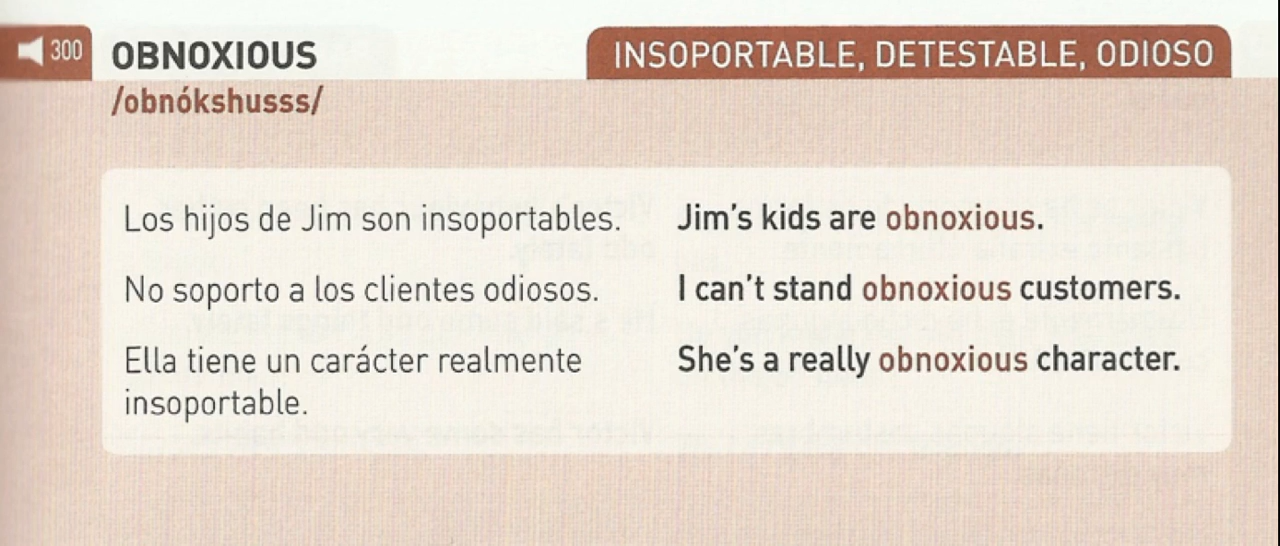 300 OBNOXIOUS INSOPORTABLE, DETESTABLE, ODIOSO
/obnókshusss/
Los hijos de Jim son insoportables. Jim's kids are obnoxious.
No soporto a los clientes odiosos. I can't stand obnoxious customers.
Ella tiene un carácter realmente She's a really obnoxious character.
insoportable.